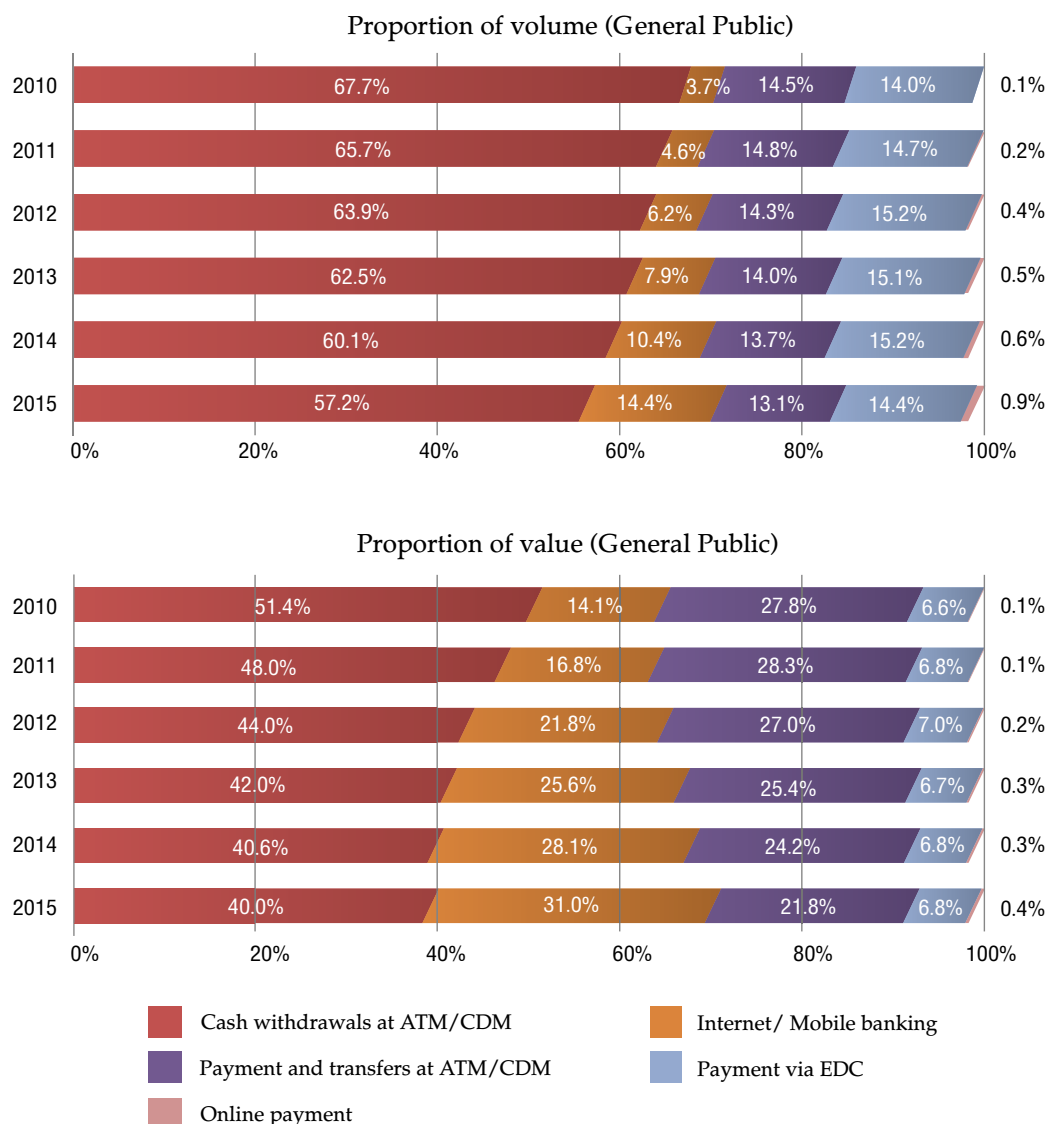 Proportion of volume (General Public)
2010 67.7% 3.7% 14.5% 14.0% 0.1%
2011 65.7% 4.6% 14.8% 14.7% 0.2%
2012 63.9% 6.2% 14.3% 15.2% 0.4%
2013 62.5% 7.9% 14.0% 15.1% 0.5%
2014 60.1% 10.4% 13.7% 15.2% 0.6%
2015 57.2% 14.4% 13.1% 14.4% 0.9%
0% 20% 40% 60% 80% 100%
Proportion of value (General Public)
2010 51.4% 14.1% 27.8% 6.6% 0.1%
2011 48.0% 16.8% 28.3% 6.8% 0.1%
2012 44.0% 21.8% 27.0% 7.0% 0.2%
2013 42.0% 25.6% 25.4% 6.7% 0.3%
2014 40.6% 28.1% 24.2% 6.8% 0.3%
2015 40.0% 31.0% 21.8% 6.8% 0.4%
0% 20% 40% 60% 80% 100%
Cash withdrawals at ATM/CDM Internet/ Mobile banking
Payment and transfers at ATM/CDM Payment via EDC
Online payment